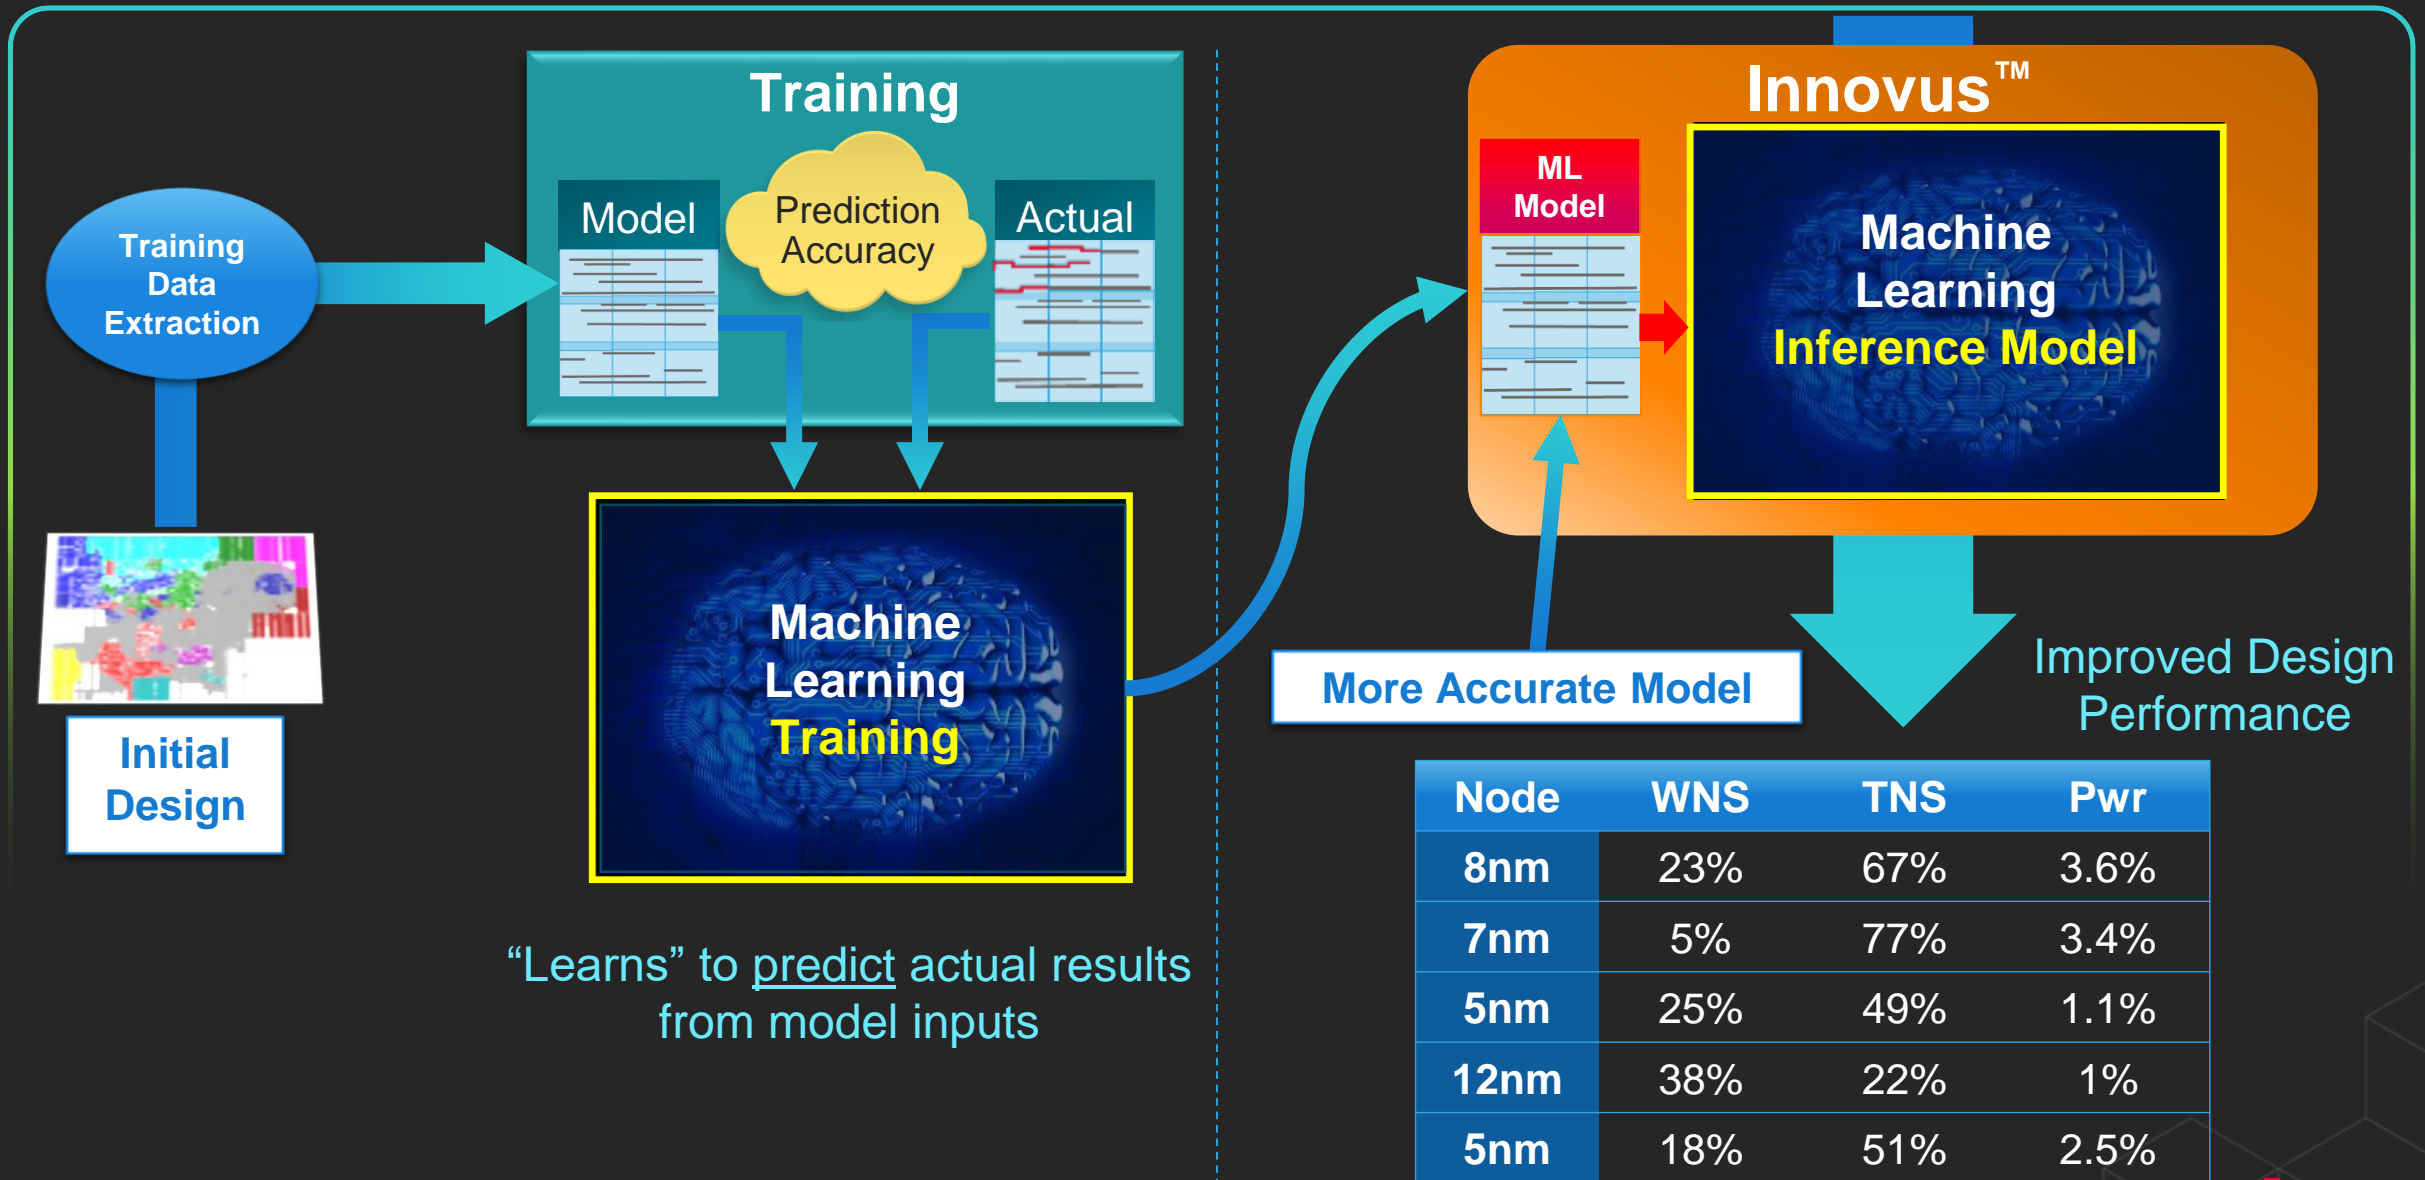 Training
Model
Prediction
Accuracy
Actual
Training
Data
Extraction
Initial
Design
Machine
Learning
Training
“Learns” to predict actual results
from model inputs
Innovus™
ML
Model
Machine
Learning
Inference Model
More Accurate Model
Improved Design
Performance
Node WNS TNS Pwr
8nm 23% 67% 3.6%
7nm 5% 77% 3.4%
5nm 25% 49% 1.1%
12nm 38% 22% 1%
5nm 18% 51% 2.5%